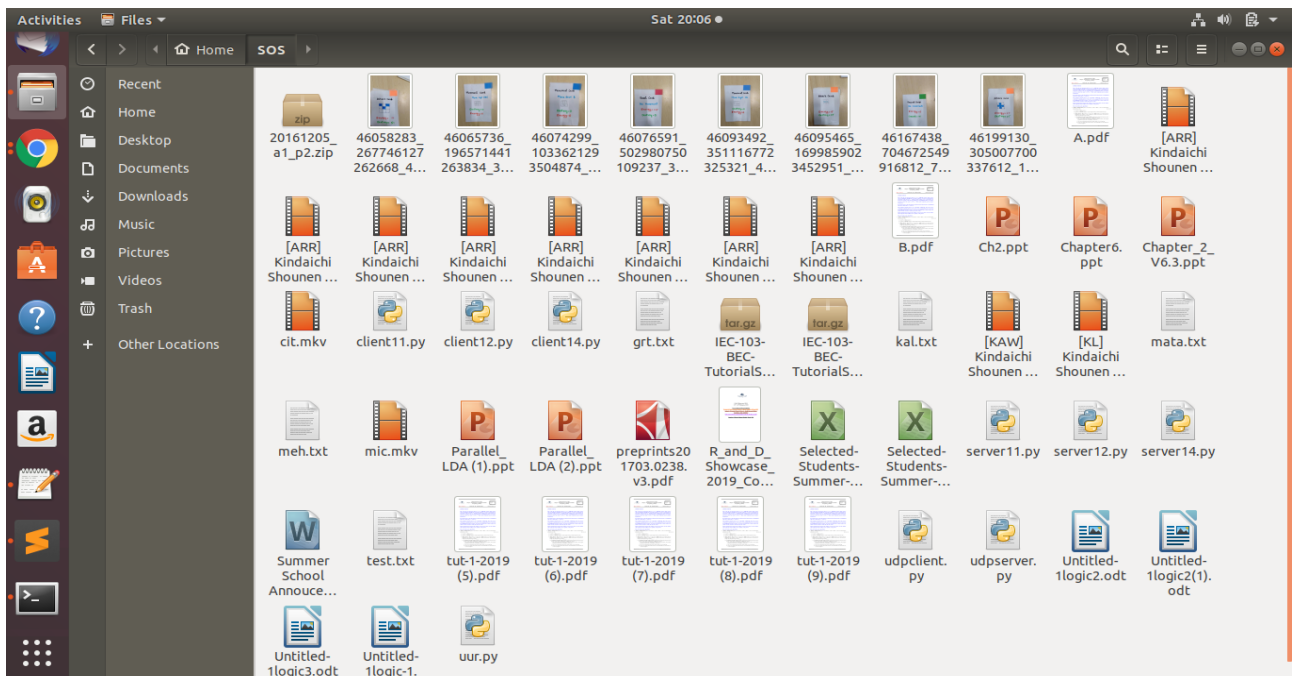 Activities Files Sat 20:06
Home SOS
Recent
Home
Desktop
Documents
Downloads
Music
Pictures
Videos
Trash
Other Locations
zip
20161205_
a1_p2.zip
46058283_
267746127
262668_4...
46065736_
196571441
263834_3...
46074299_
103362129
3504874_...
46076591_
502980750
109237_3...
46093492_
351116772
325321_4...
46095465_
169985902
3452951_...
46167438_
704672549
916812_7...
46199130_
305007700
337612_1...
A.pdf
[ARR]
Kindaichi
Shounen ...
[ARR]
Kindaichi
Shounen ...
[ARR]
Kindaichi
Shounen ...
[ARR]
Kindaichi
Shounen ...
[ARR]
Kindaichi
Shounen ...
[ARR]
Kindaichi
Shounen ...
[ARR]
Kindaichi
Shounen ...
[ARR]
Kindaichi
Shounen ...
B.pdf
Ch2.ppt
Chapter6.
ppt
Chapter_2_
V6.3.ppt
cit.mkv
client11.py
client12.py
client14.py
grt.txt
tar.gz
IEC-103-
BEC-
TutorialS...
tar.gz
IEC-103-
BEC-
TutorialS...
kal.txt
[KAW]
Kindaichi
Shounen ...
[KL]
Kindaichi
Shounen ...
mata.txt
meh.txt
mic.mkv
Parallel_
LDA (1).ppt
Parallel_
LDA (2).ppt
preprints20
1703.0238.
v3.pdf
R_and_D_
Showcase_
2019_Co...
Selected-
Students-
Summer-...
Selected-
Students-
Summer-...
server11.py
server12.py
server14.py
Summer
School
Annouce...
test.txt
tut-1-2019
(5).pdf
tut-1-2019
(6).pdf
tut-1-2019
(7).pdf
tut-1-2019
(8).pdf
tut-1-2019
(9).pdf
udpclient.
py
udpserver.
py
Untitled-
1logic2.odt
Untitled-
1logic2(1).
odt
Untitled-
1logic3.odt
Untitled-
1logic-1.
uur.py